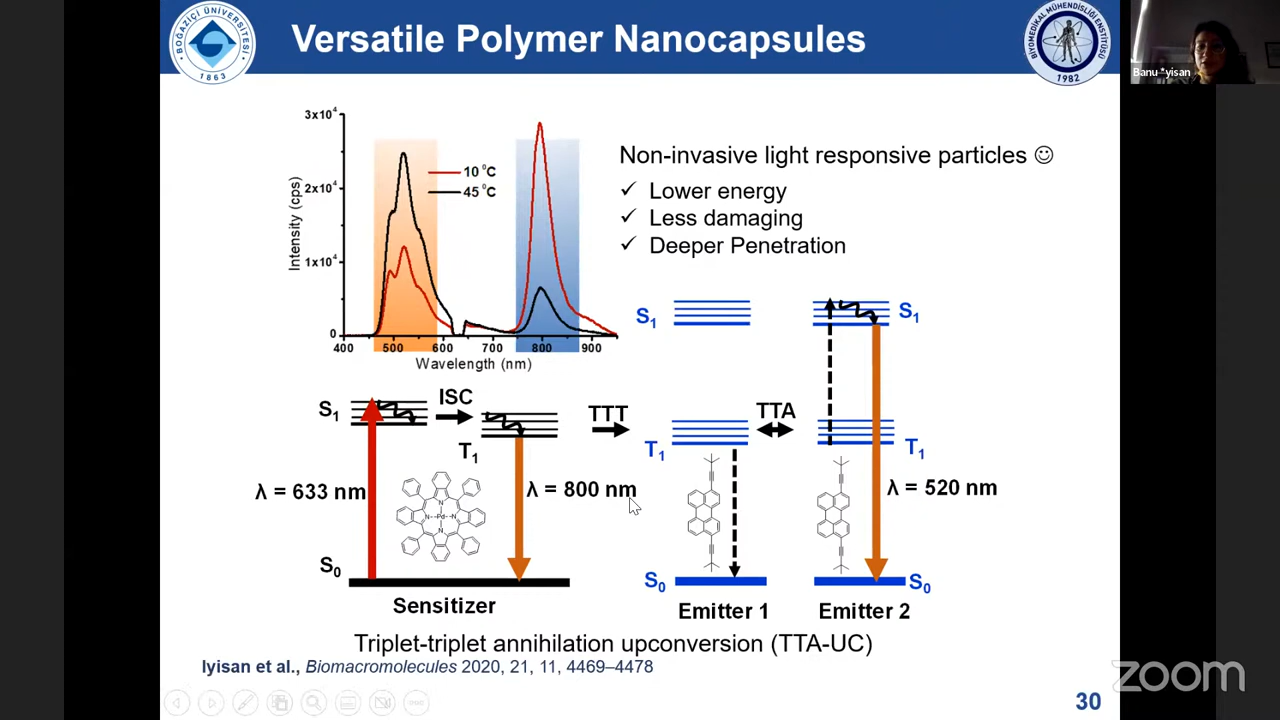 BOĞAZİÇİ ÜNİVERSİTESİ
1863
Versatile Polymer Nanocapsules
BİYOMEDİKAL MÜHENDİSLİĞİ ENSTİTÜSÜ
1982
3x10⁴
2x10⁴
1x10⁴
0
Intensity (cps)
10 ⁰C
45 ⁰C
400 500 600 700 800 900
Wavelength (nm)
Non-invasive light responsive particles ☺
✓ Lower energy
✓ Less damaging
✓ Deeper Penetration
S₁
S₁
S₁
ISC
T₁
TTT
TTA
T₁
T₁
λ = 633 nm
λ = 800 nm
λ = 520 nm
N
N
Pd
N
N
S₀
S₀
S₀
Sensitizer
Emitter 1
Emitter 2
Triplet-triplet annihilation upconversion (TTA-UC)
Iyisan et al., Biomacromolecules 2020, 21, 11, 4469–4478
30
zoom
Banu